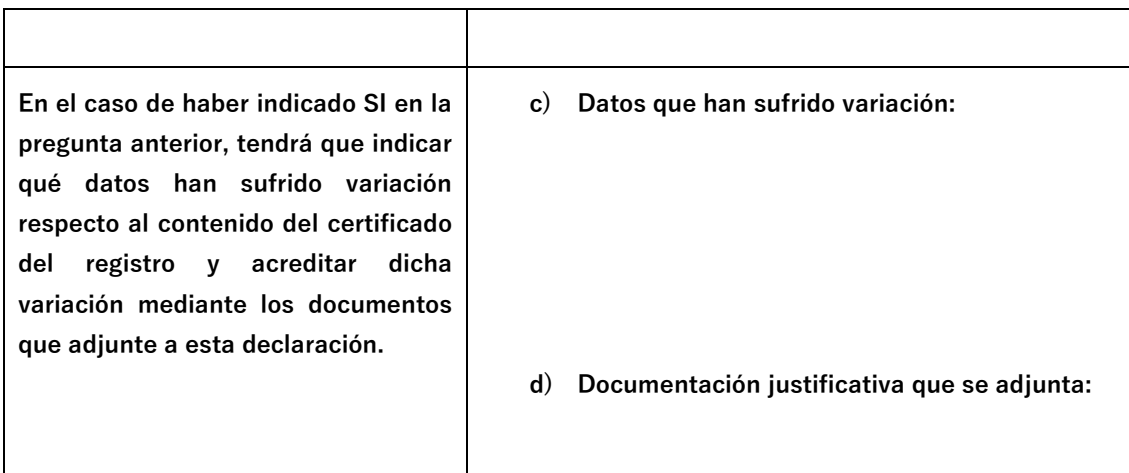 En el caso de haber indicado SI en la
pregunta anterior, tendrá que indicar
qué datos han sufrido variación
respecto al contenido del certificado
del registro y acreditar dicha
variación mediante los documentos
que adjunte a esta declaración.
c) Datos que han sufrido variación:
d) Documentación justificativa que se adjunta: